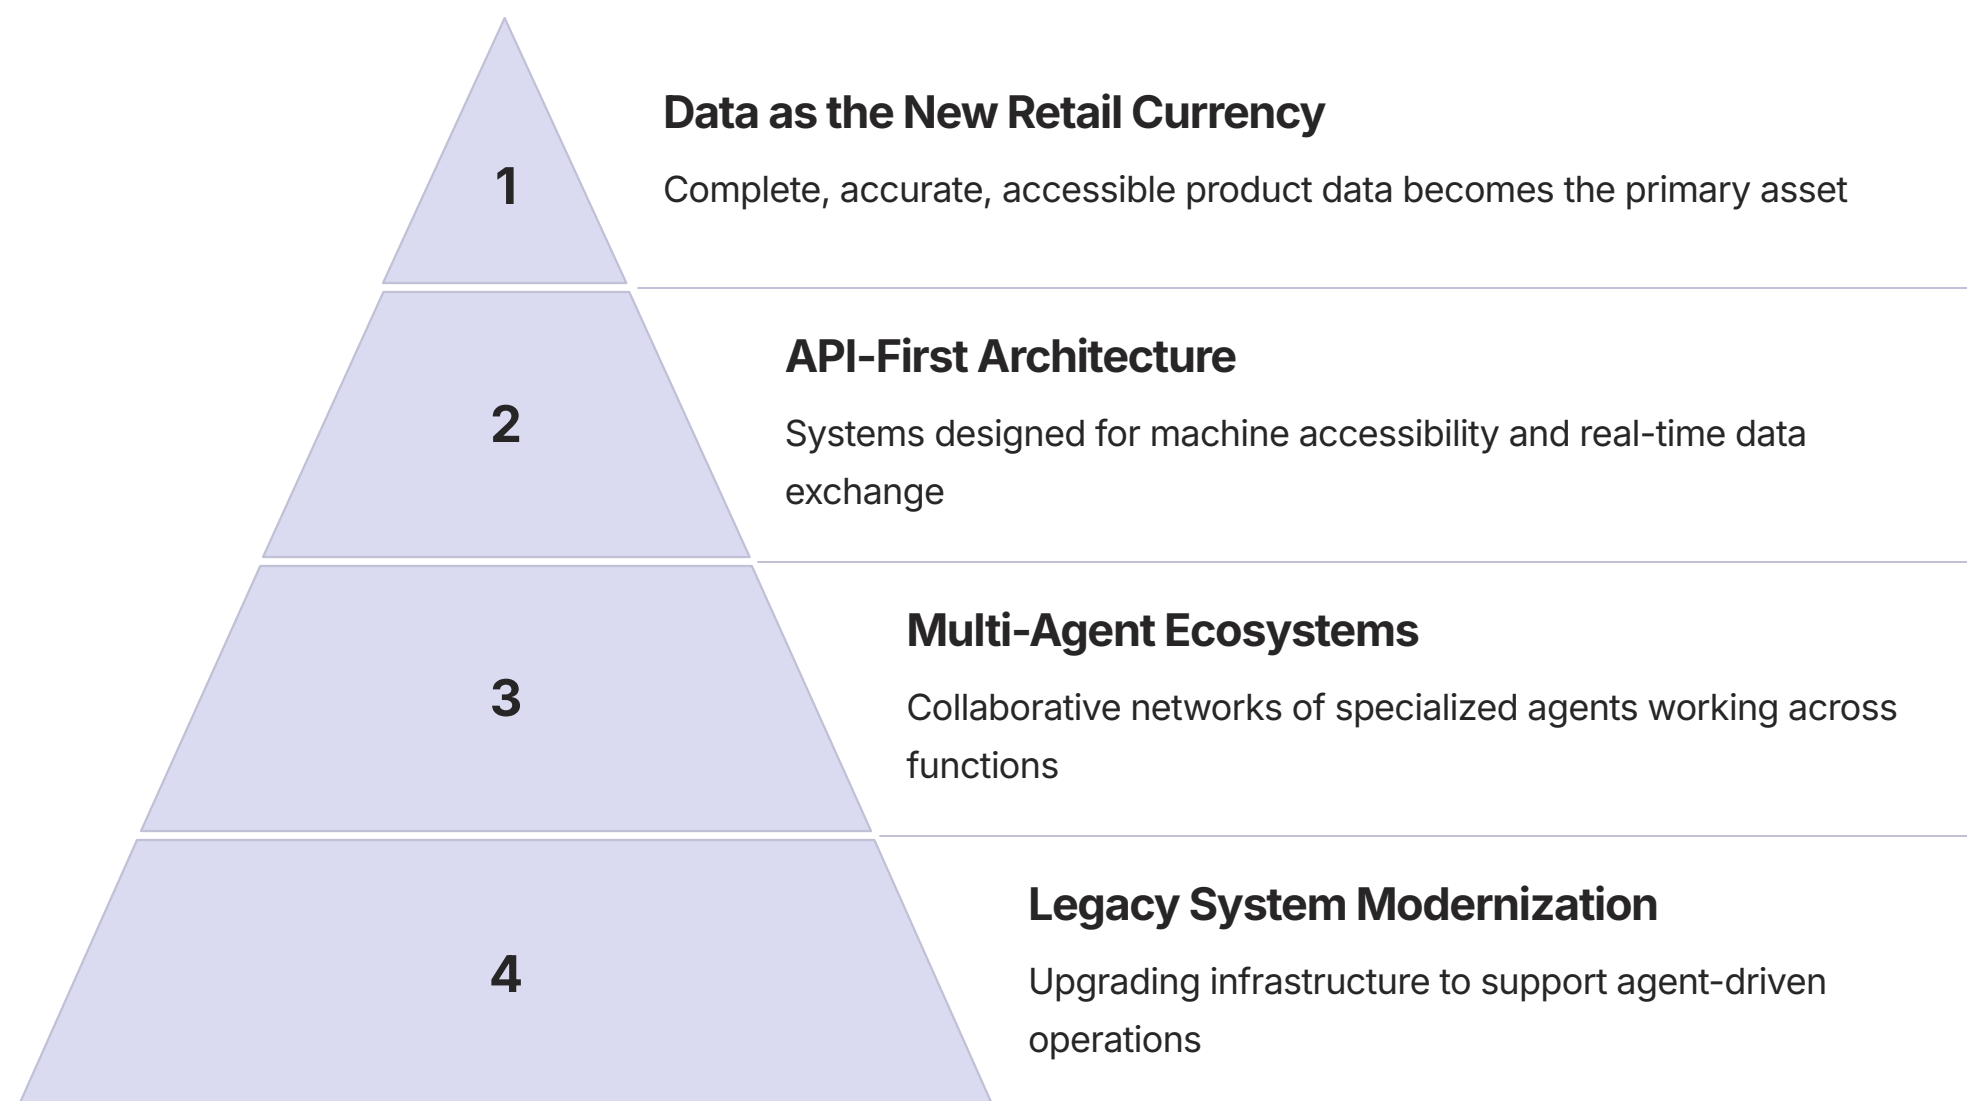 1
Data as the New Retail Currency
Complete, accurate, accessible product data becomes the primary asset
2
API-First Architecture
Systems designed for machine accessibility and real-time data
exchange
3
Multi-Agent Ecosystems
Collaborative networks of specialized agents working across
functions
4
Legacy System Modernization
Upgrading infrastructure to support agent-driven
operations